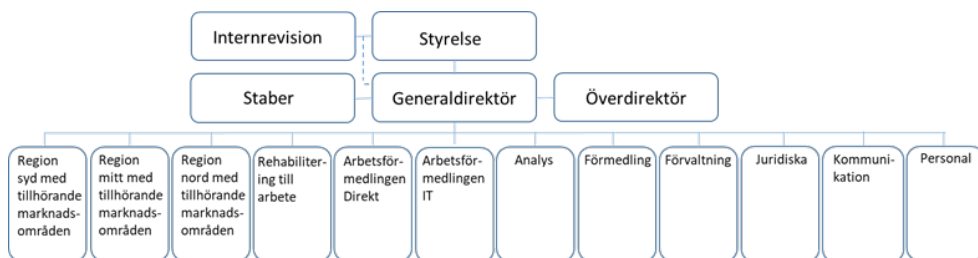 Internrevision
Styrelse
Staber
Generaldirektör
Överdirektör
Region
syd med
tillhörande
marknads-
områden
Region
mitt med
tillhörande
marknads-
områden
Region
nord med
tillhörande
marknads-
områden
Rehabiliter-
ing till
arbete
Arbetsför-
medlingen
Direkt
Arbetsför-
medlingen
IT
Analys
Förmedling
Förvaltning
Juridiska
Kommuni-
kation
Personal